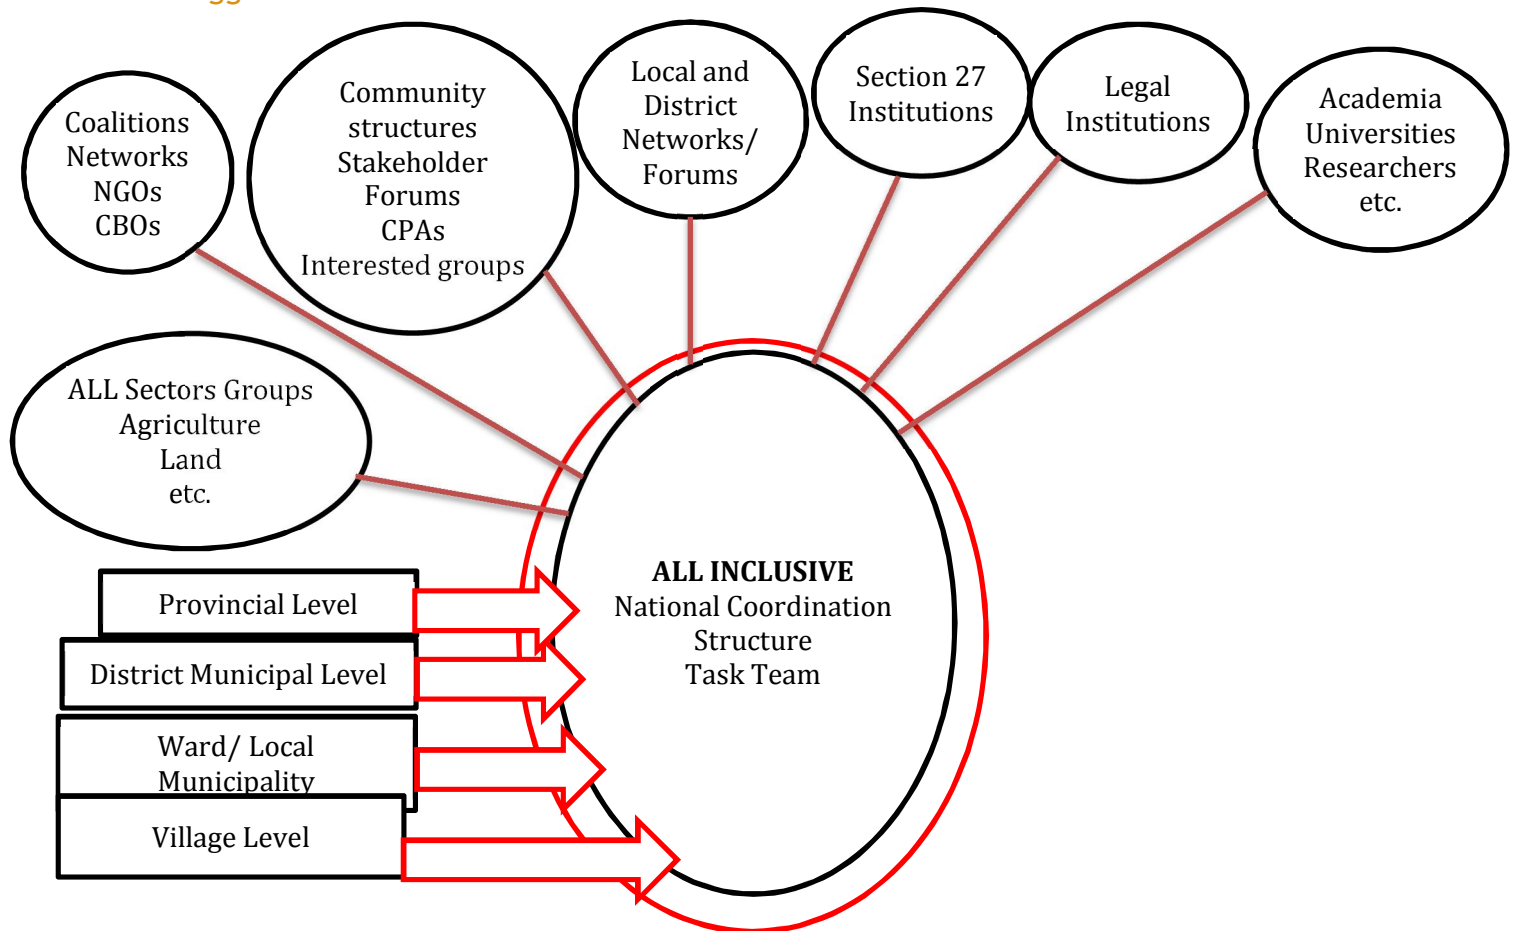 Coalitions
Networks
NGOs
CBOs
Community
structures
Stakeholder
Forums
CPAs
Interested groups
Local and
District
Networks/
Forums
Section 27
Institutions
Legal
Institutions
Academia
Universities
Researchers
etc.
ALL Sectors Groups
Agriculture
Land
etc.
ALL INCLUSIVE
National Coordination
Structure
Task Team
Provincial Level
District Municipal Level
Ward/ Local
Municipality
Village Level